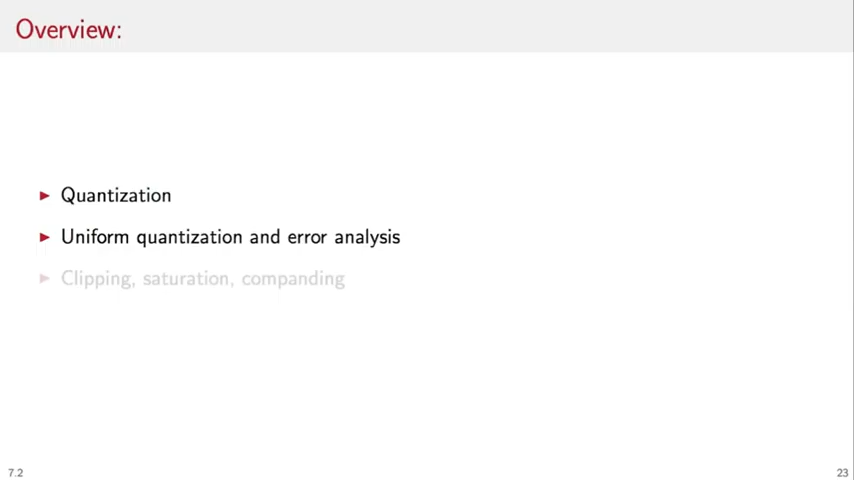 Overview:
Quantization
Uniform quantization and error analysis
Clipping, saturation, companding
7.2
23